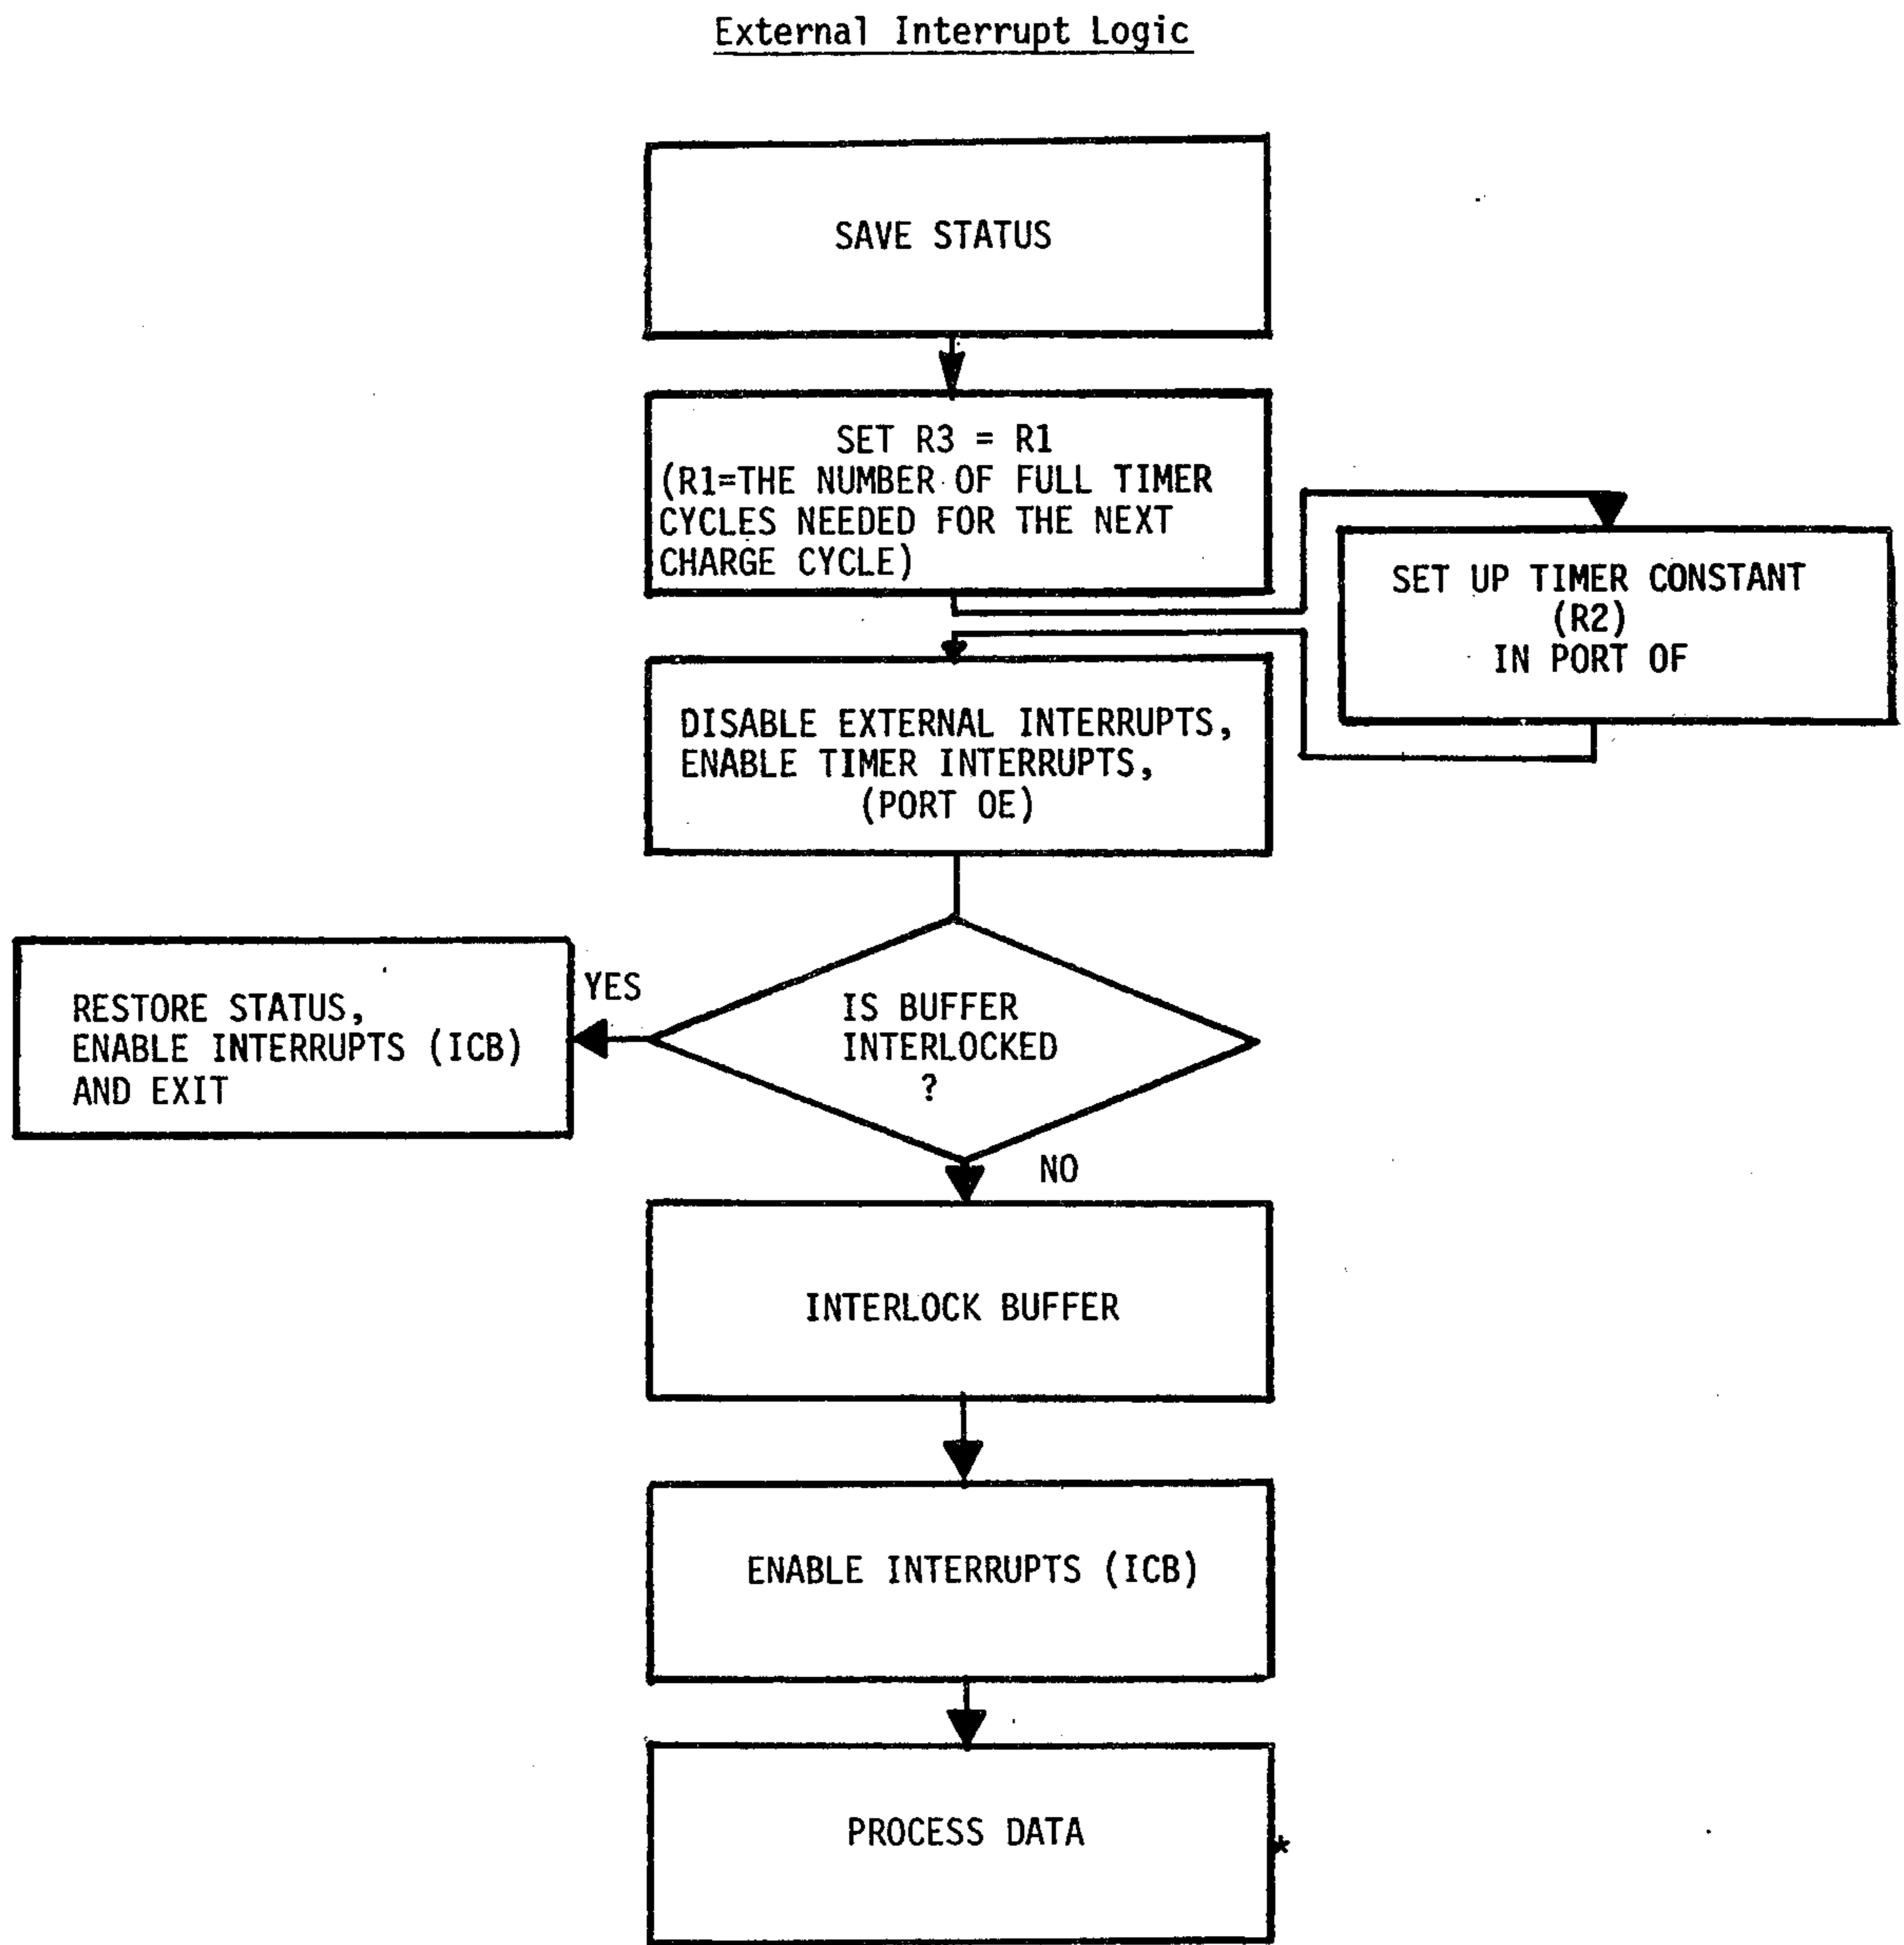 External Interrupt Logic
SAVE STATUS
SET R3 = R1
(R1=THE NUMBER OF FULL TIMER
CYCLES NEEDED FOR THE NEXT
CHARGE CYCLE)
SET UP TIMER CONSTANT
(R2)
IN PORT OF
DISABLE EXTERNAL INTERRUPTS,
ENABLE TIMER INTERRUPTS,
(PORT OE)
YES
RESTORE STATUS,
ENABLE INTERRUPTS (ICB)
AND EXIT
IS BUFFER
INTERLOCKED
?
NO
INTERLOCK BUFFER
ENABLE INTERRUPTS (ICB)
PROCESS DATA
*